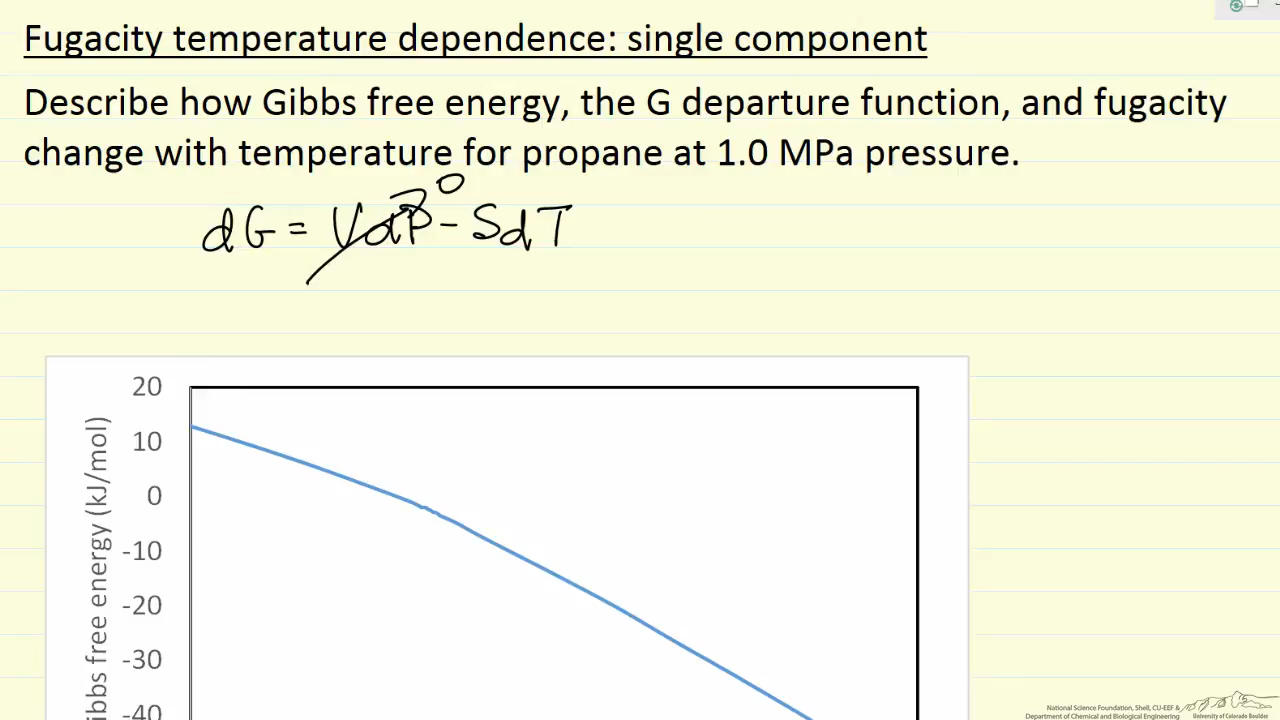 Fugacity temperature dependence: single component
Describe how Gibbs free energy, the G departure function, and fugacity
change with temperature for propane at 1.0 MPa pressure.
0
dG = VdP - SdT
20
10
0
-10
-20
-30
-40
ibbs free energy (kJ/mol)
National Science Foundation, Shell, CU-EEF &
Department of Chemical and Biological Engineering
University of Colorado Boulder